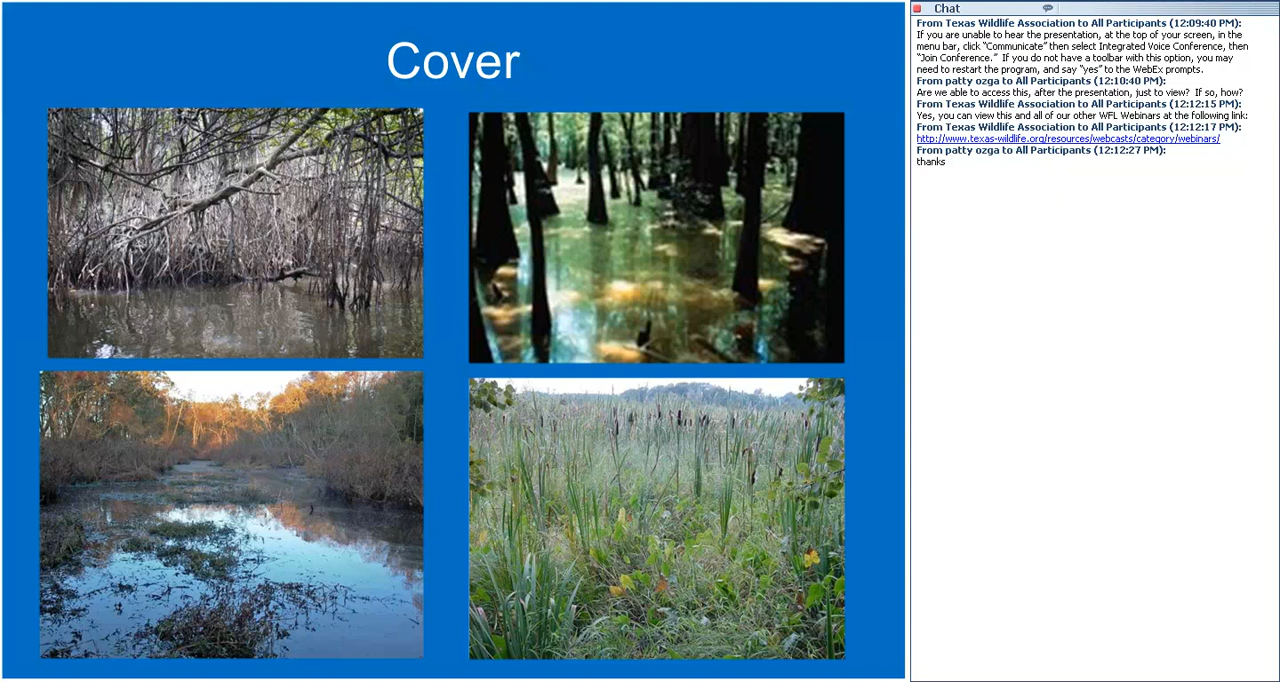 Cover
Chat
From Texas Wildlife Association to All Participants (12:09:40 PM):
If you are unable to hear the presentation, at the top of your screen, in the
menu bar, click "Communicate" then select Integrated Voice Conference, then
"Join Conference."  If you do not have a toolbar with this option, you may
need to restart the program, and say "yes" to the WebEx prompts.
From patty ozga to All Participants (12:10:40 PM):
Are we able to access this, after the presentation, just to view?  If so, how?
From Texas Wildlife Association to All Participants (12:12:15 PM):
Yes, you can view this and all of our other WFL Webinars at the following link:
From Texas Wildlife Association to All Participants (12:12:17 PM):
http://www.texas-wildlife.org/resources/webcasts/category/webinars/
From patty ozga to All Participants (12:12:27 PM):
thanks